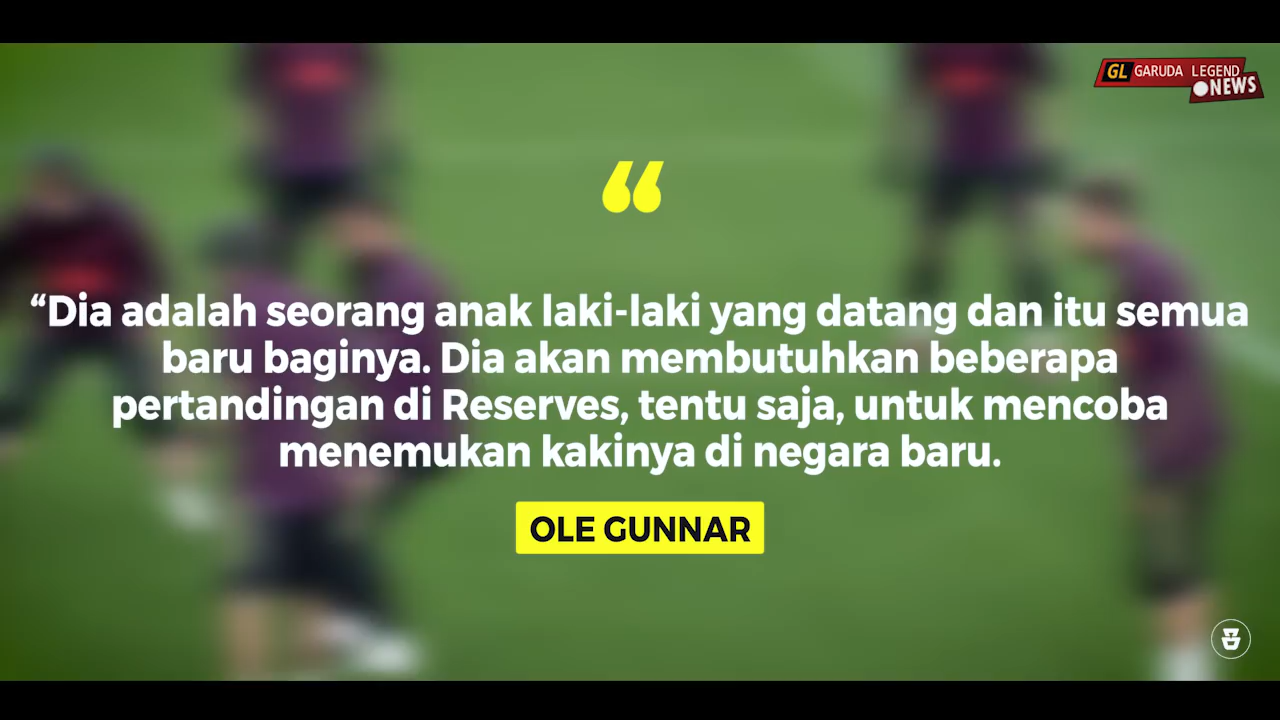 GL GARUDA LEGEND
NEWS
“
“Dia adalah seorang anak laki-laki yang datang dan itu semua
baru baginya. Dia akan membutuhkan beberapa
pertandingan di Reserves, tentu saja, untuk mencoba
menemukan kakinya di negara baru.
OLE GUNNAR